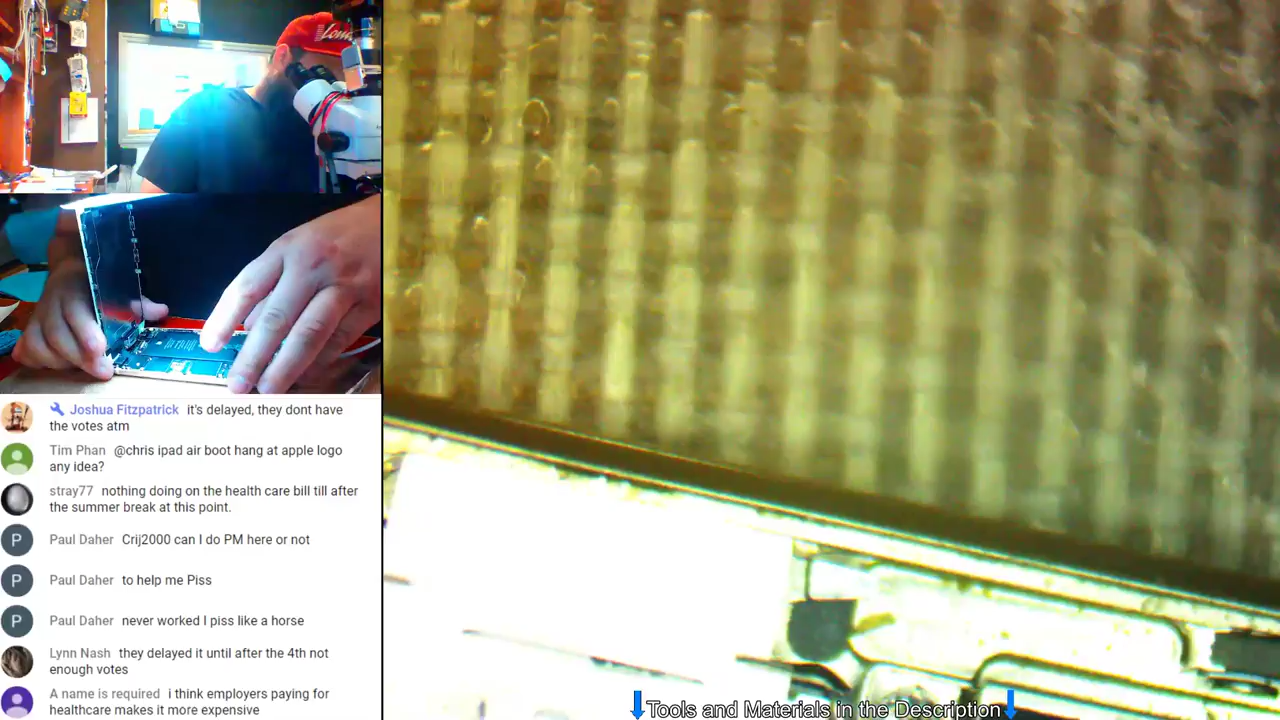 Joshua Fitzpatrick it's delayed, they dont have
the votes atm
Tim Phan @chris ipad air boot hang at apple logo
any idea?
stray77 nothing doing on the health care bill till after
the summer break at this point.
P
Paul Daher Crij2000 can I do PM here or not
P
Paul Daher to help me Piss
P
Paul Daher never worked I piss like a horse
Lynn Nash they delayed it until after the 4th not
enough votes
A name is required i think employers paying for
healthcare makes it more expensive
Tools and Materials in the Description